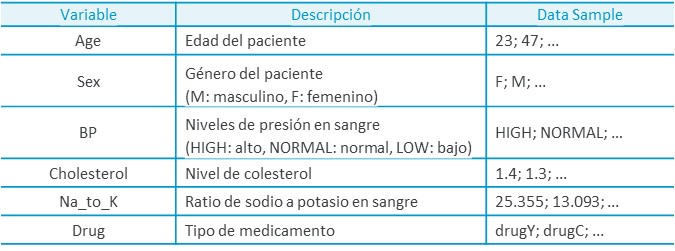 Variable Descripción Data Sample
Age Edad del paciente 23; 47; ...
Sex Género del paciente (M: masculino, F: femenino) F; M; ...
BP Niveles de presión en sangre (HIGH: alto, NORMAL: normal, LOW: bajo) HIGH; NORMAL; ...
Cholesterol Nivel de colesterol 1.4; 1.3; ...
Na_to_K Ratio de sodio a potasio en sangre 25.355; 13.093; ...
Drug Tipo de medicamento drugY; drugC; ...